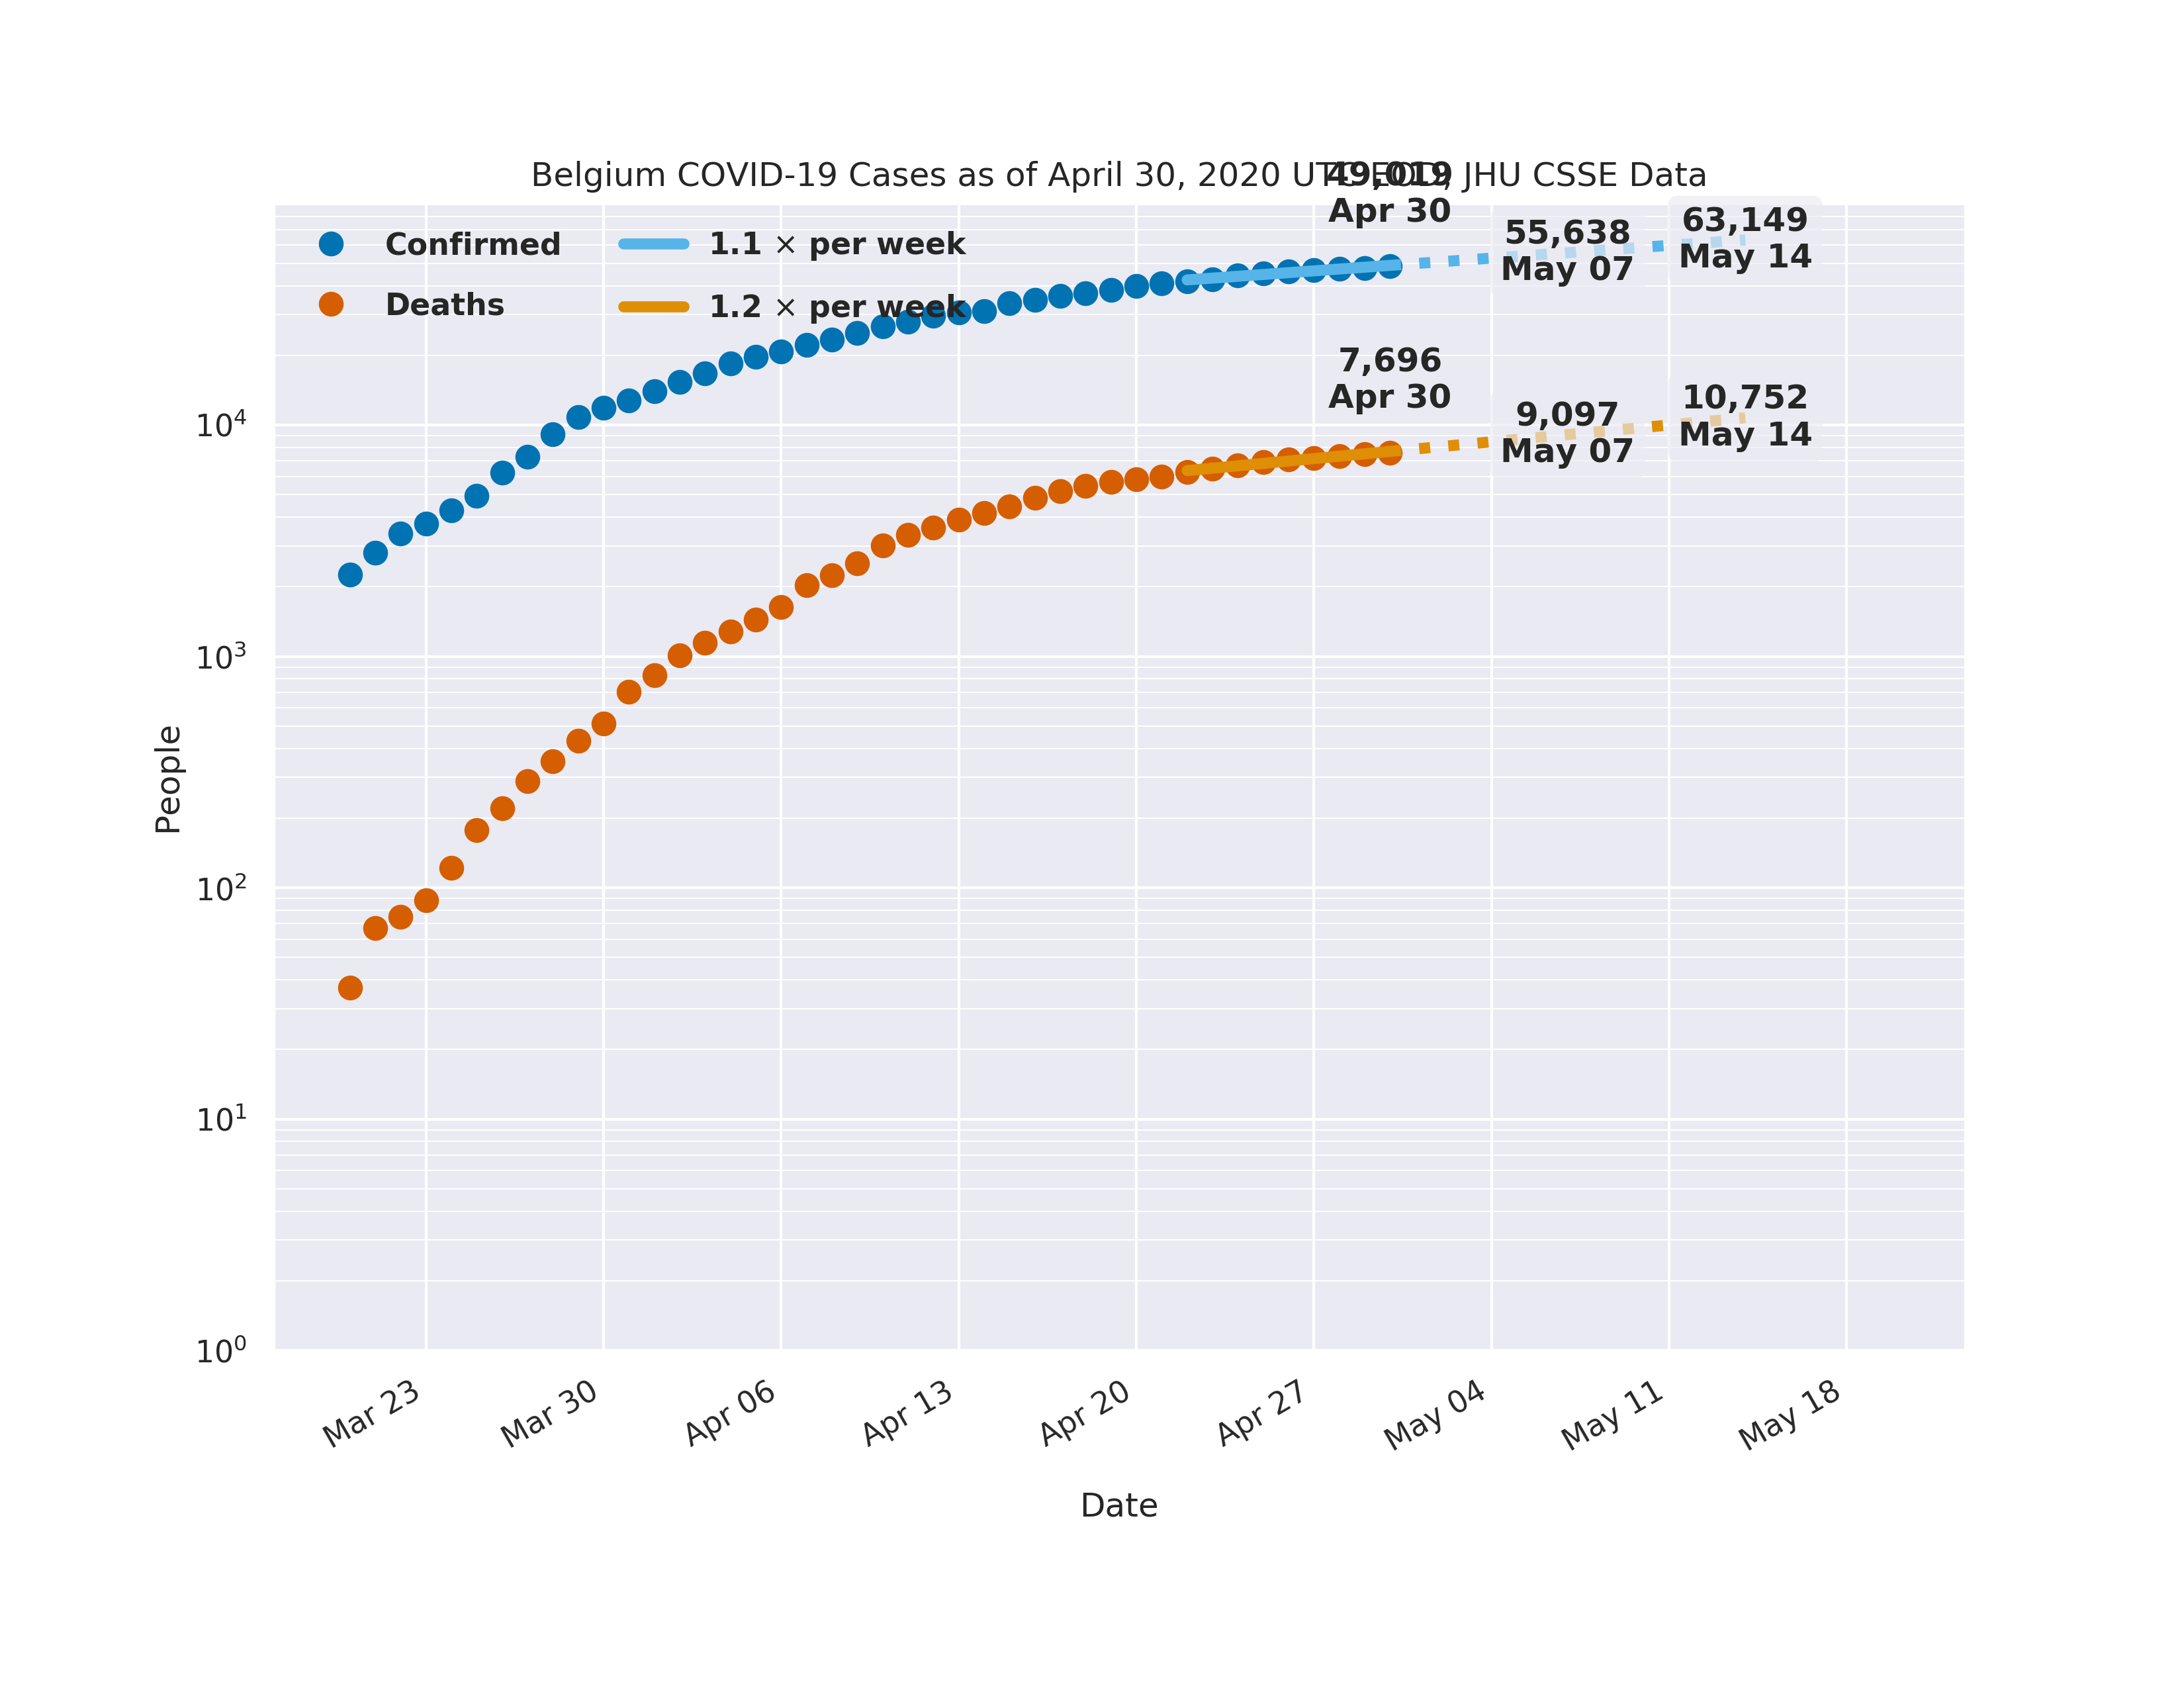 Belgium COVID-19 Cases as of April 30, 2020 UTC EOD, JHU CSSE Data
49,019
Apr 30
55,638
May 07
63,149
May 14
Confirmed
Deaths
1.1 × per week
1.2 × per week
7,696
Apr 30
9,097
May 07
10,752
May 14
People
10⁴
10³
10²
10¹
10⁰
Mar 23
Mar 30
Apr 06
Apr 13
Apr 20
Apr 27
May 04
May 11
May 18
Date